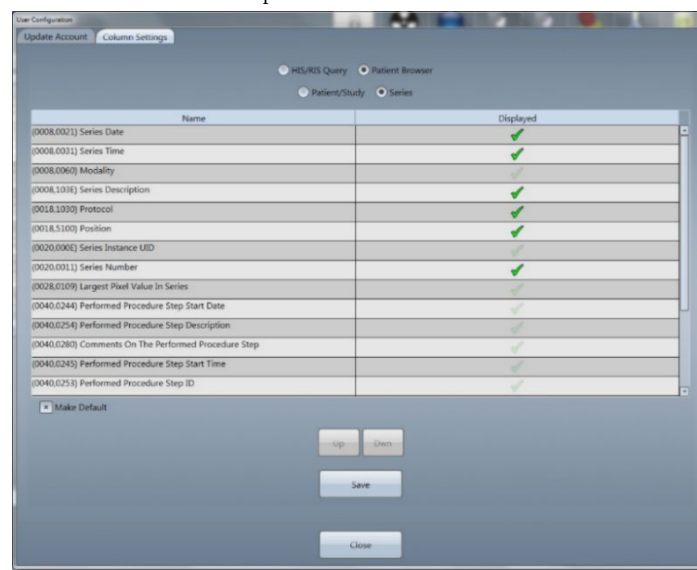 User Configuration
Update Account Column Settings
HIS/RIS Query Patient Browser
Patient/Study Series
Name Displayed
(0008,0021) Series Date
(0008,0031) Series Time
(0008,0060) Modality
(0008,103E) Series Description
(0018,1030) Protocol
(0018,5100) Position
(0020,000E) Series Instance UID
(0020,0011) Series Number
(0028,0109) Largest Pixel Value In Series
(0040,0244) Performed Procedure Step Start Date
(0040,0254) Performed Procedure Step Description
(0040,0280) Comments On The Performed Procedure Step
(0040,0245) Performed Procedure Step Start Time
(0040,0253) Performed Procedure Step ID
Make Default
Up Dwn
Save
Close